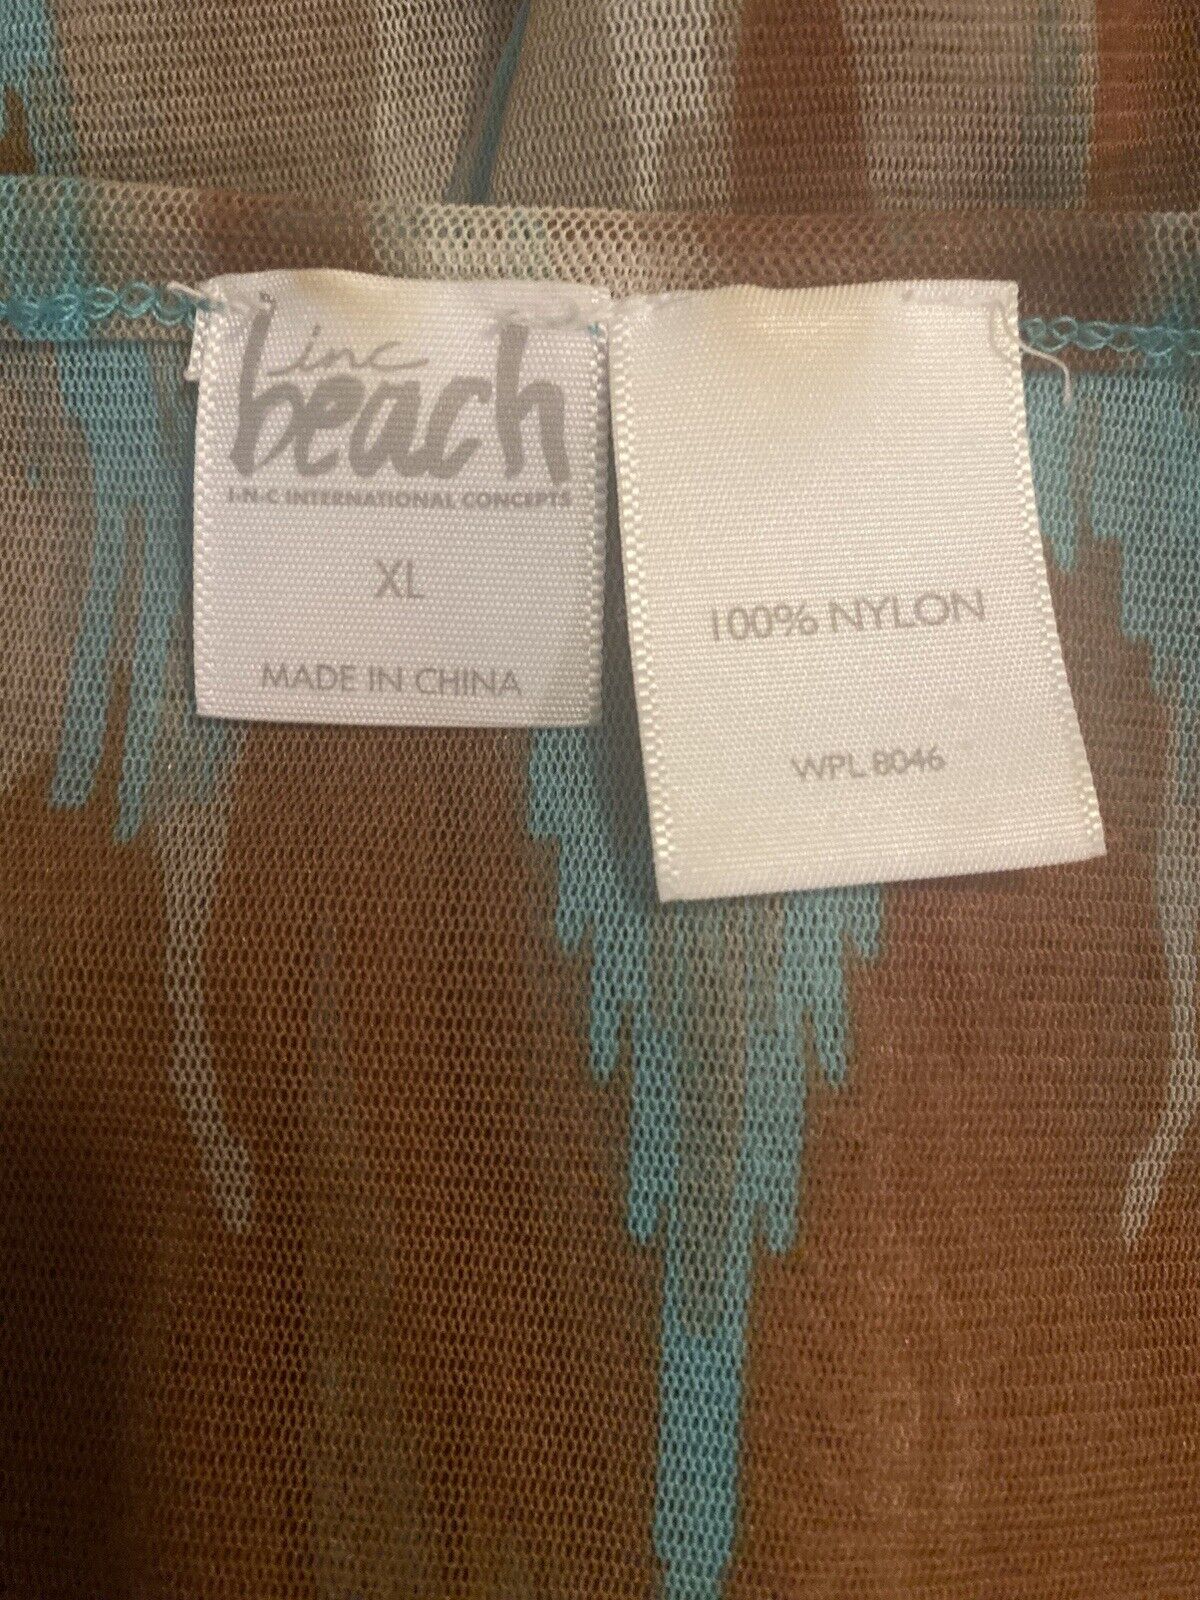 inc
beach
I·N·C INTERNATIONAL CONCEPTS
XL
MADE IN CHINA
100% NYLON
WPL 8046